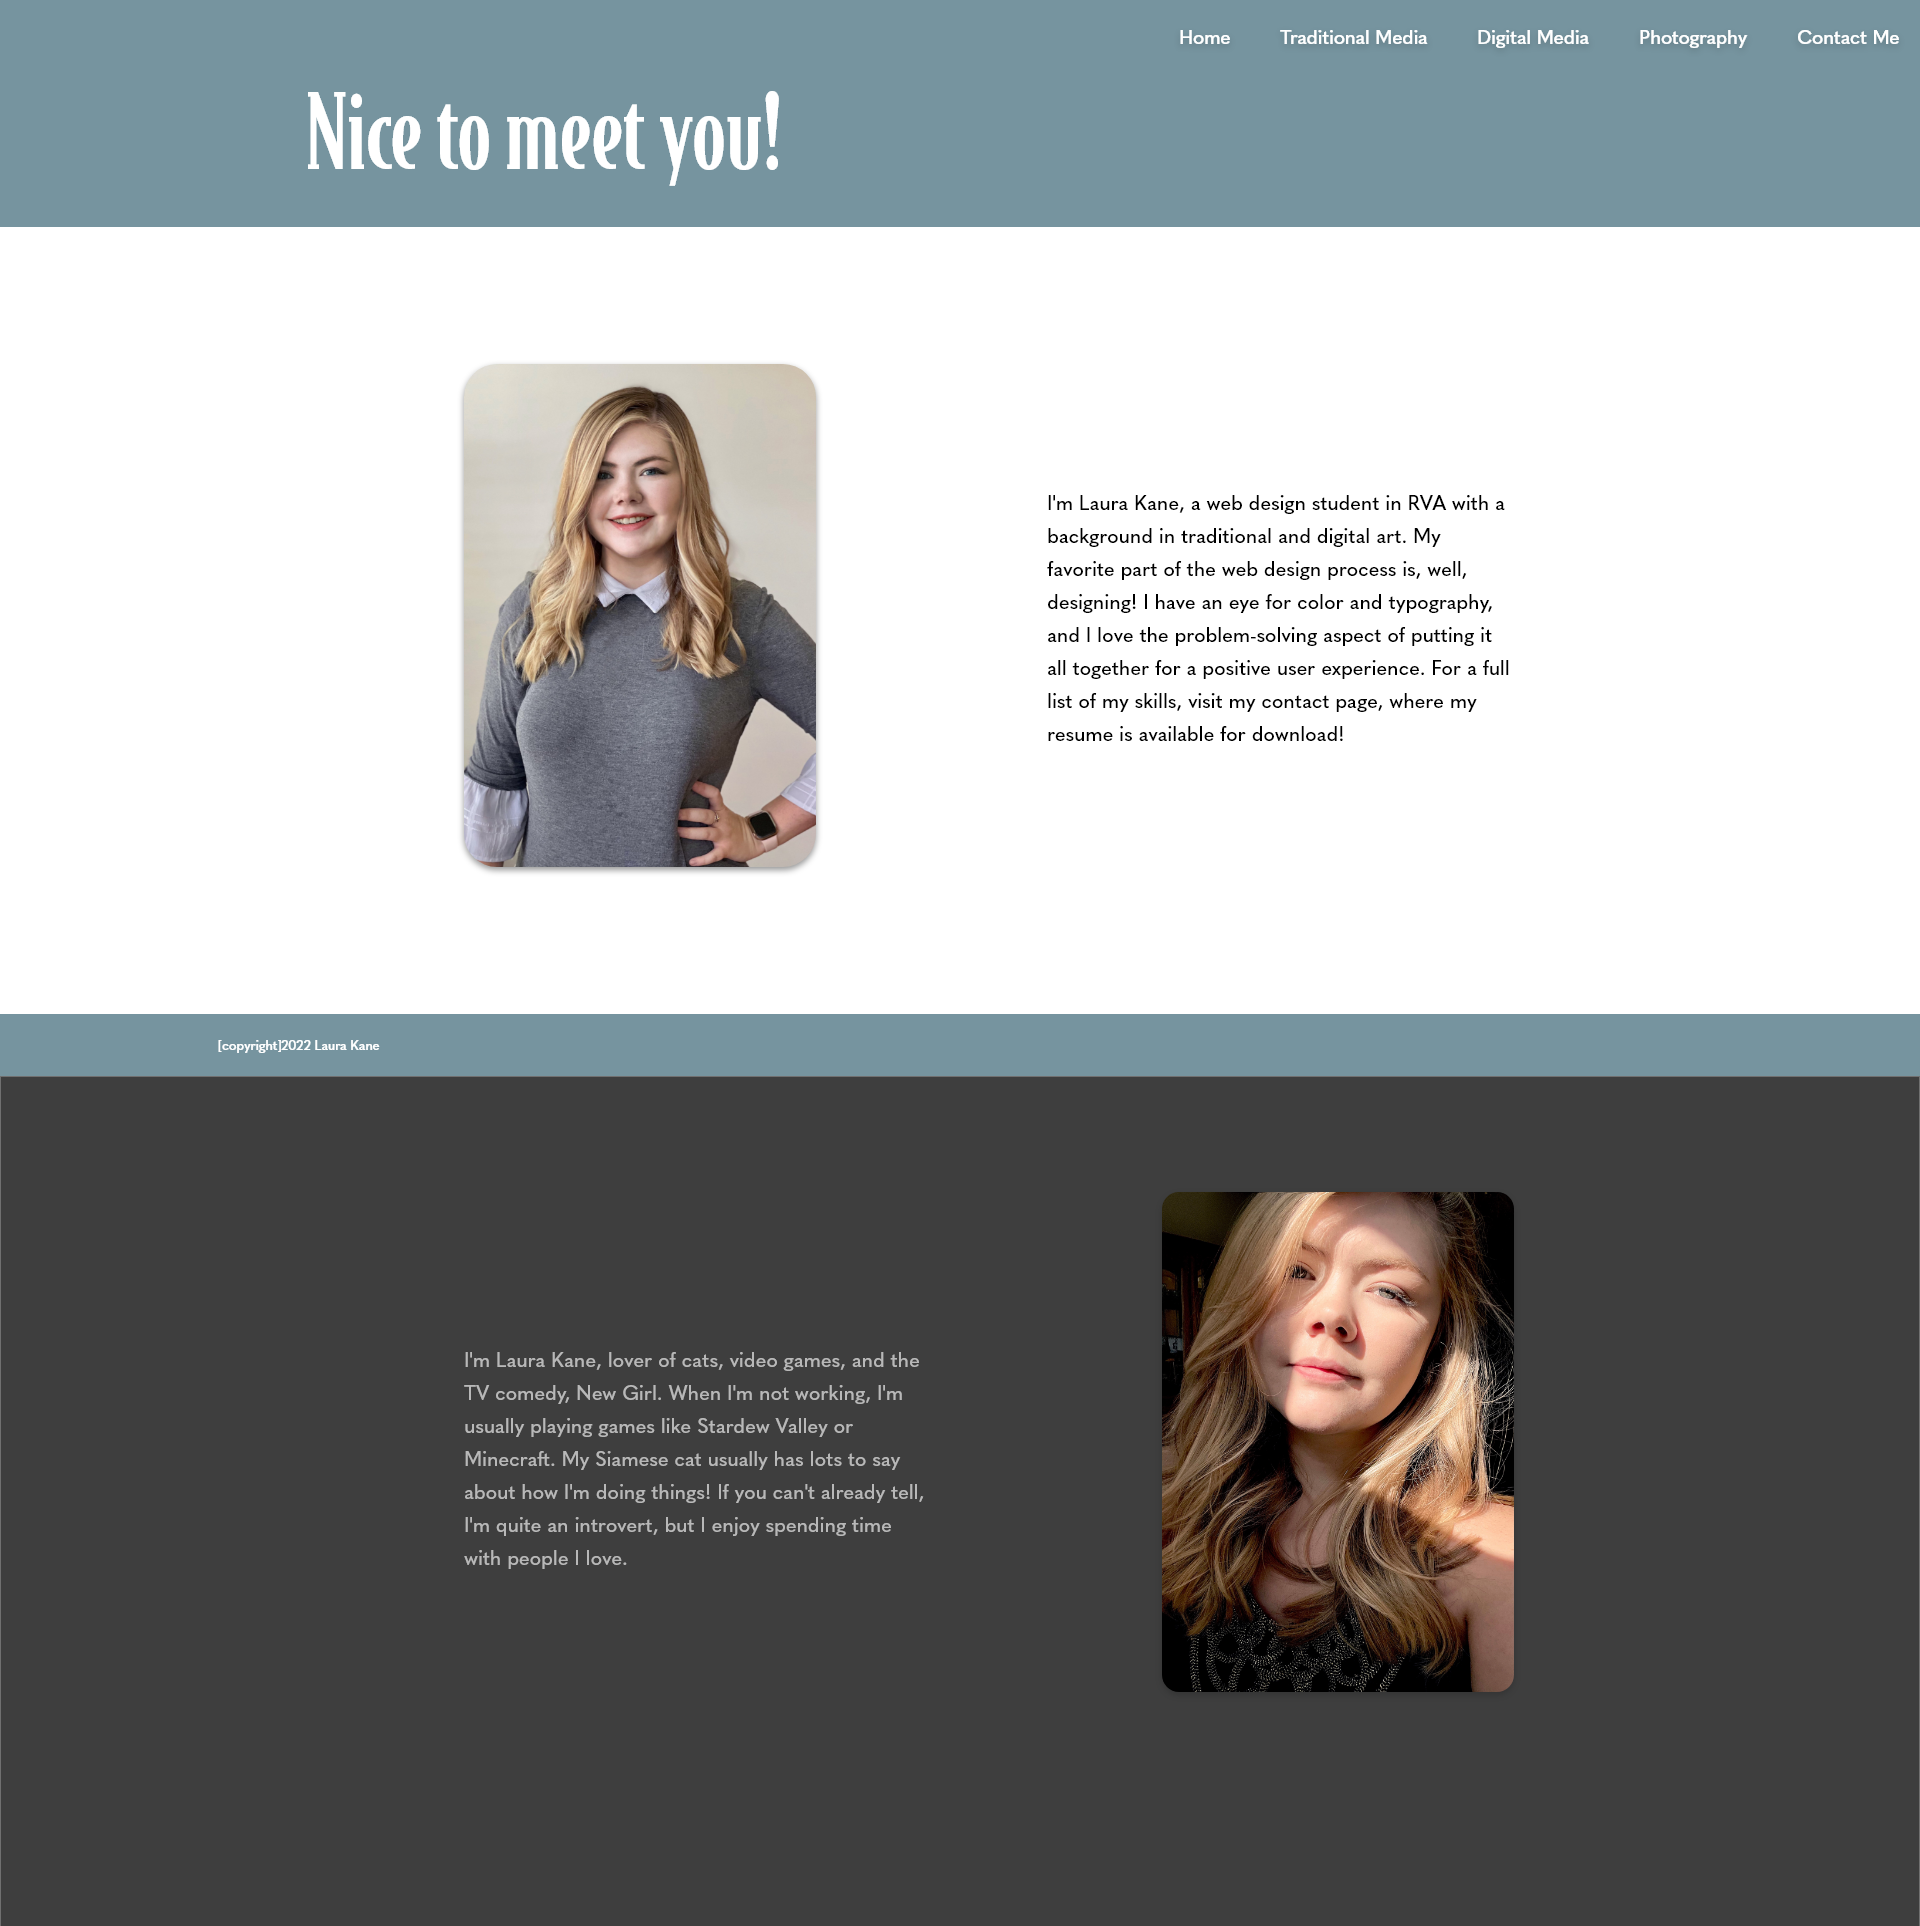 Home Traditional Media Digital Media Photography Contact Me
Nice to meet you!
I'm Laura Kane, a web design student in RVA with a
background in traditional and digital art. My
favorite part of the web design process is, well,
designing! I have an eye for color and typography,
and I love the problem-solving aspect of putting it
all together for a positive user experience. For a full
list of my skills, visit my contact page, where my
resume is available for download!
[copyright]2022 Laura Kane
I'm Laura Kane, lover of cats, video games, and the
TV comedy, New Girl. When I'm not working, I'm
usually playing games like Stardew Valley or
Minecraft. My Siamese cat usually has lots to say
about how I'm doing things! If you can't already tell,
I'm quite an introvert, but I enjoy spending time
with people I love.